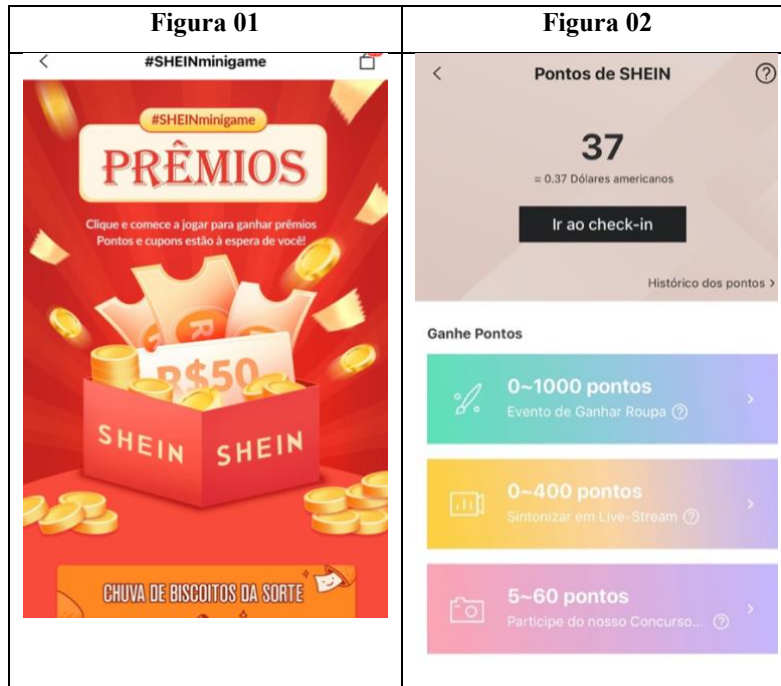 Figura 01
#SHEINminigame
#SHEINminigame
PRÊMIOS
Clique e comece a jogar para ganhar prêmios
Pontos e cupons estão à espera de você!
R
R$50
SHEIN SHEIN
CHUVA DE BISCOITOS DA SORTE
Figura 02
Pontos de SHEIN
37
= 0.37 Dólares americanos
Ir ao check-in
Histórico dos pontos >
Ganhe Pontos
0~1000 pontos
Evento de Ganhar Roupa ?
0~400 pontos
Sintonizar em Live-Stream ?
5~60 pontos
Participe do nosso Concurso... ?